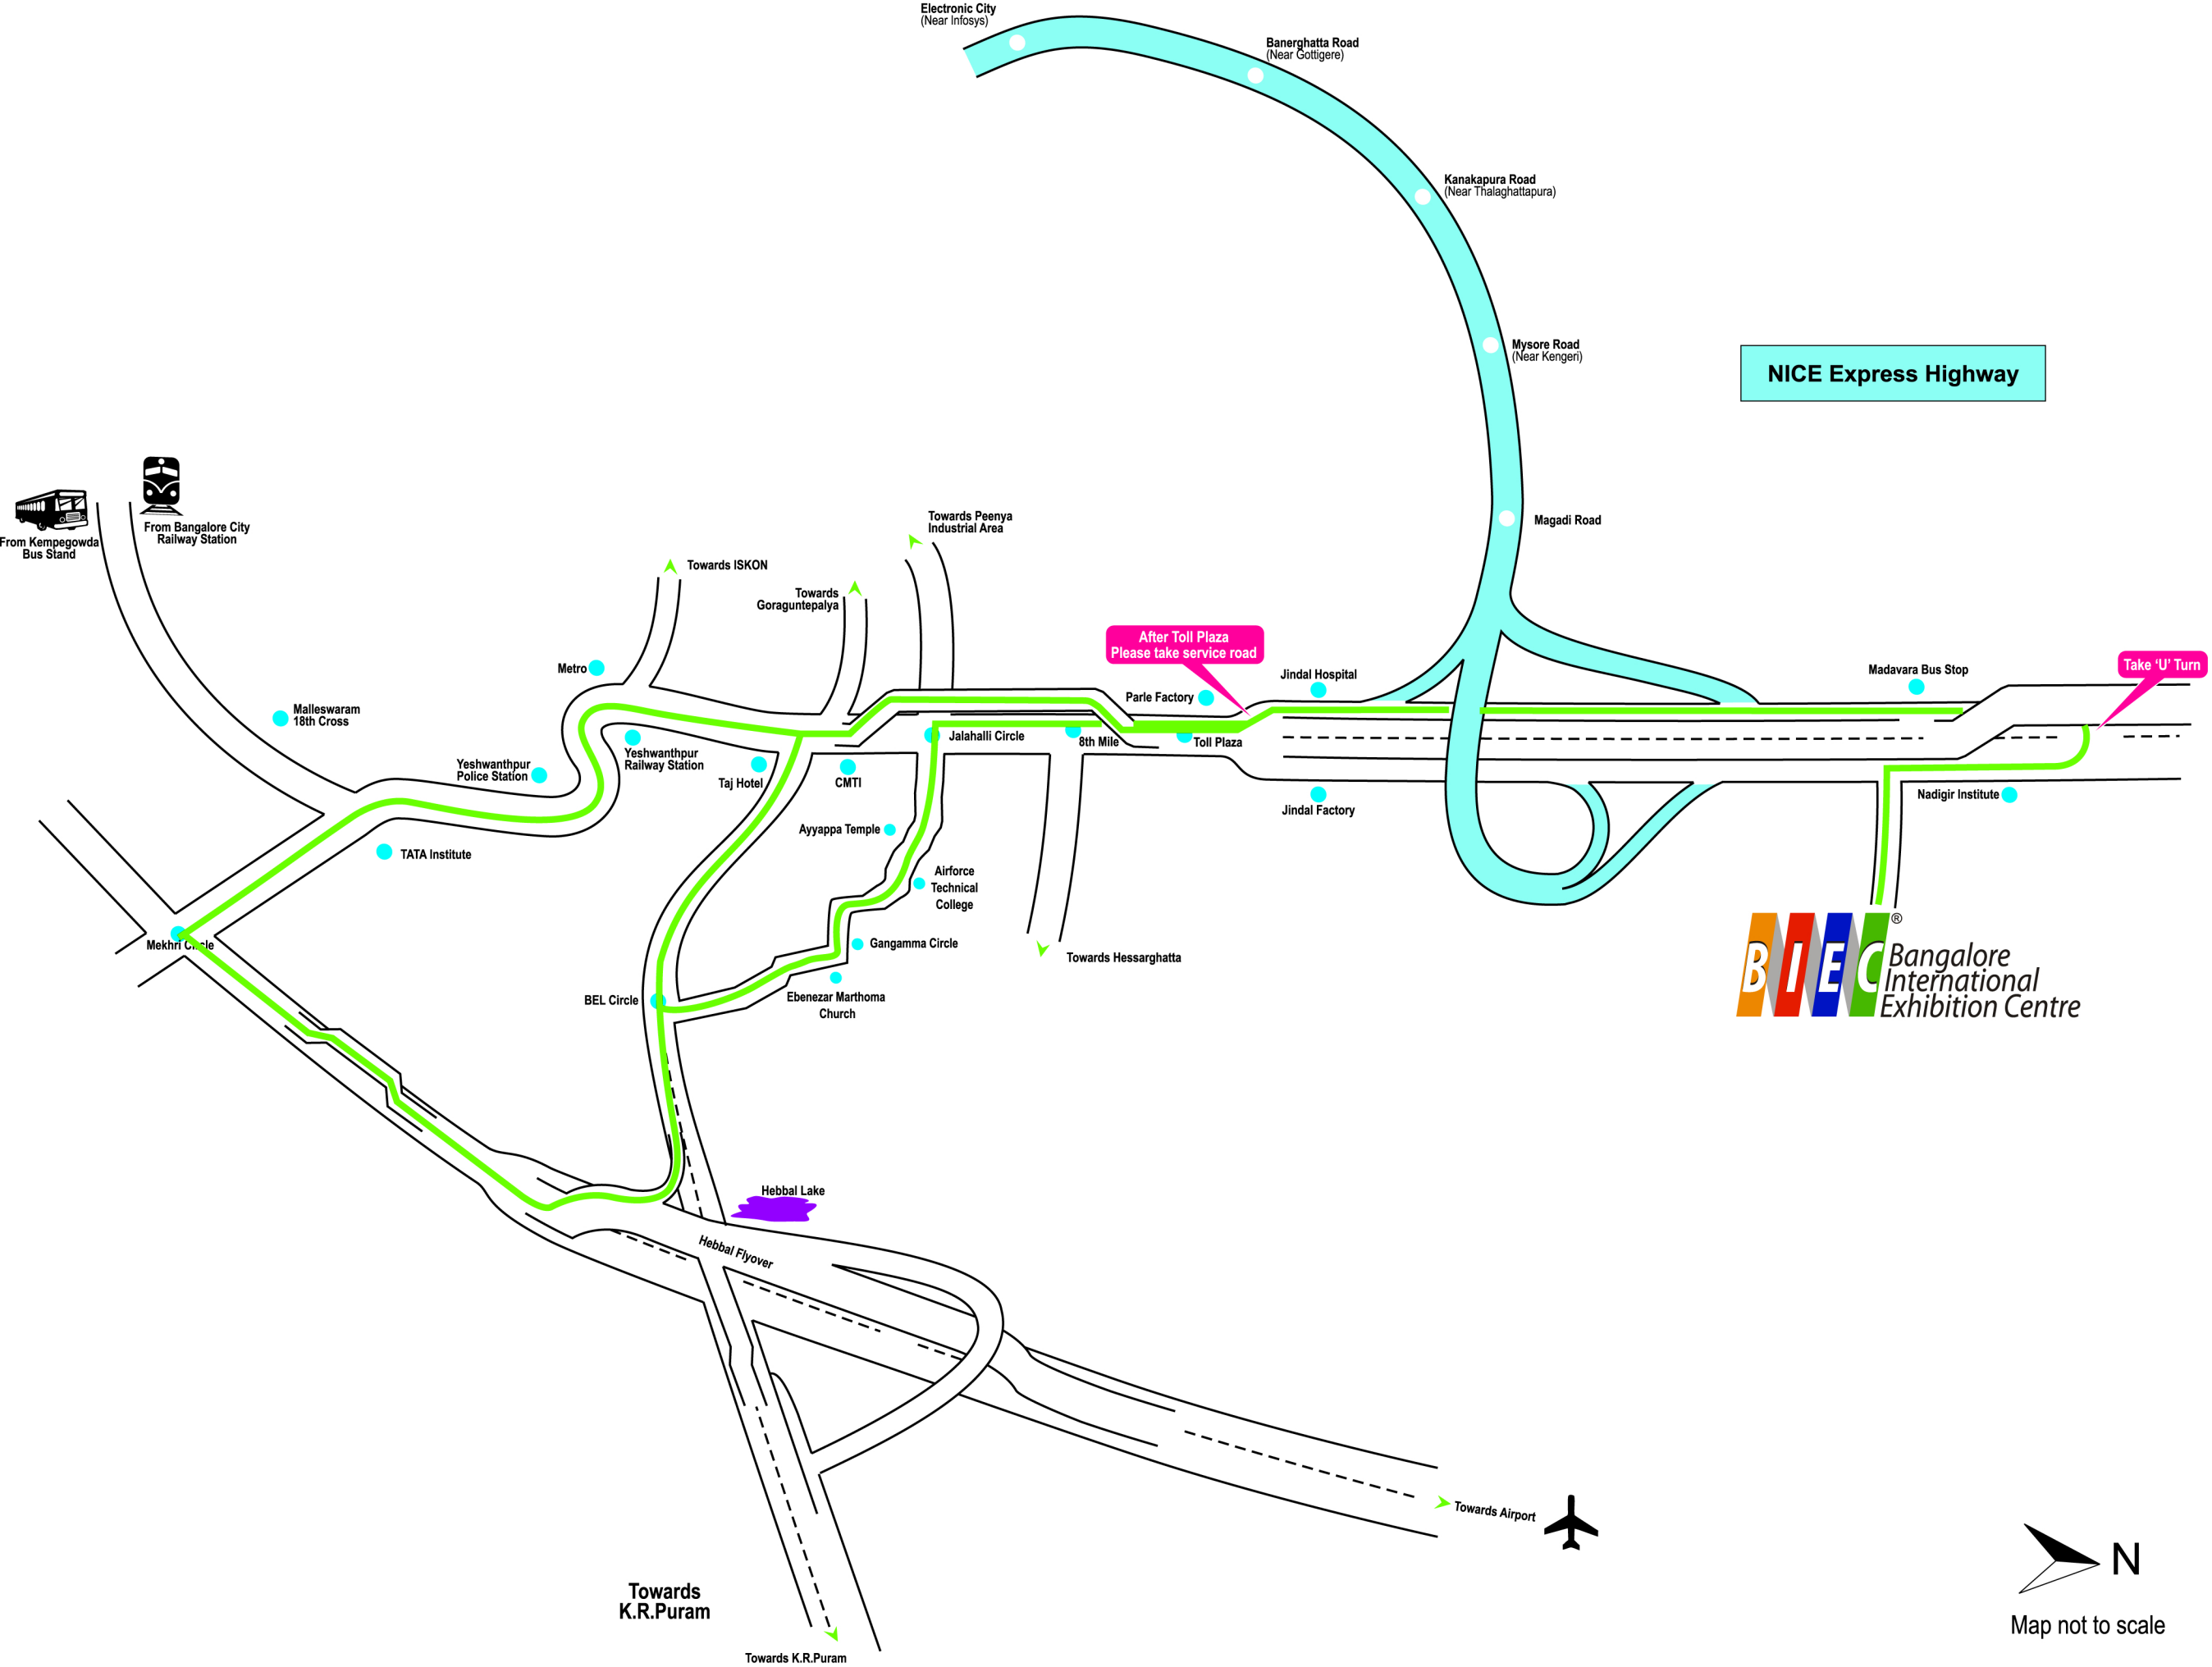 Electronic City
(Near Infosys)
Banerghatta Road
(Near Gottigere)
Kanakapura Road
(Near Thalaghattapura)
Mysore Road
(Near Kengeri)
NICE Express Highway
Magadi Road
From Kempegowda
Bus Stand
From Bangalore City
Railway Station
Towards Peenya
Industrial Area
Towards ISKON
Towards
Goraguntepalya
Metro
Malleswaram
18th Cross
After Toll Plaza
Please take service road
Jindal Hospital
Parle Factory
Madavara Bus Stop
Take ‘U’ Turn
Yeshwanthpur
Police Station
Yeshwanthpur
Railway Station
Taj Hotel
CMTI
Jalahalli Circle
8th Mile
Toll Plaza
Jindal Factory
Nadigir Institute
TATA Institute
Ayyappa Temple
Airforce
Technical
College
Mekhri Circle
Gangamma Circle
Towards Hessarghatta
BEL Circle
Ebenezar Marthoma
Church
BIEC®
Bangalore
International
Exhibition Centre
Hebbal Lake
Hebbal Flyover
Towards Airport
N
Map not to scale
Towards
K.R.Puram
Towards K.R.Puram